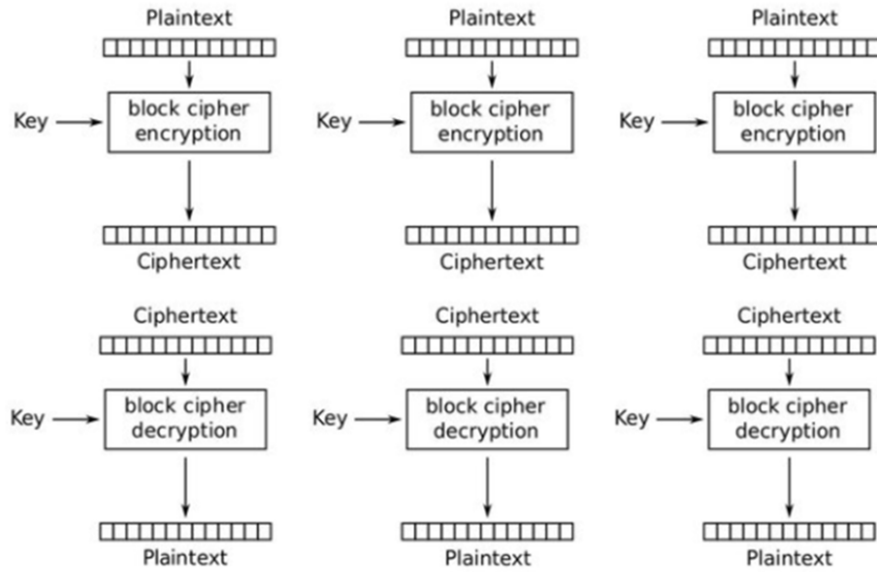 Plaintext Plaintext Plaintext
Key block cipher encryption Key block cipher encryption Key block cipher encryption
Ciphertext Ciphertext Ciphertext
Ciphertext Ciphertext Ciphertext
Key block cipher decryption Key block cipher decryption Key block cipher decryption
Plaintext Plaintext Plaintext